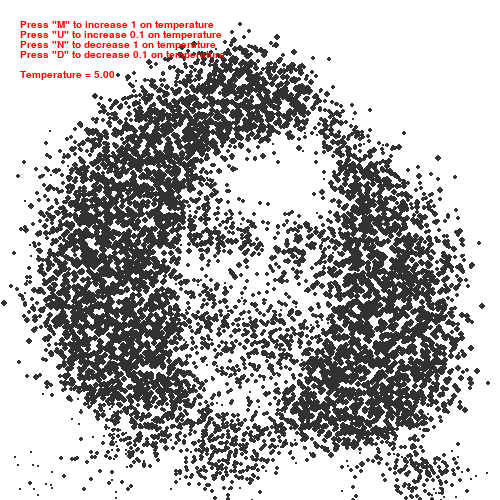 Press "M" to increase 1 on temperature
Press "U" to increase 0.1 on temperature
Press "N" to decrease 1 on temperature
Press "D" to decrease 0.1 on temperature
Temperature = 5.00